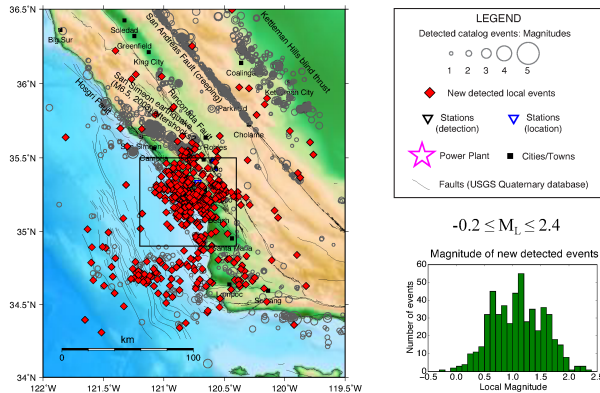 36.5°N
36°N
35.5°N
35°N
34.5°N
34°N
122°W
121.5°W
121°W
120.5°W
120°W
119.5°W
Big Sur
Soledad
Greenfield
King City
San Andreas Fault (creeping)
Kettleman Hills blind thrust
Coalinga
Kettleman City
Hosgri Fault
San Simeon earthquake
(M6.5, 2003) aftershocks
Rinconada Fault
Parkfield
Cholame
San Simeon
Cambria
Robles
Santa Maria
Lompoc
Solvang
km
0
100
LEGEND
Detected catalog events: Magnitudes
1 2 3 4 5
New detected local events
Stations
(detection)
Stations
(location)
Power Plant
Cities/Towns
Faults (USGS Quaternary database)
-0.2 ≤ M_L ≤ 2.4
Magnitude of new detected events
Number of events
60
50
40
30
20
10
0
-0.5 0.0 0.5 1.0 1.5 2.0 2.5
Local Magnitude